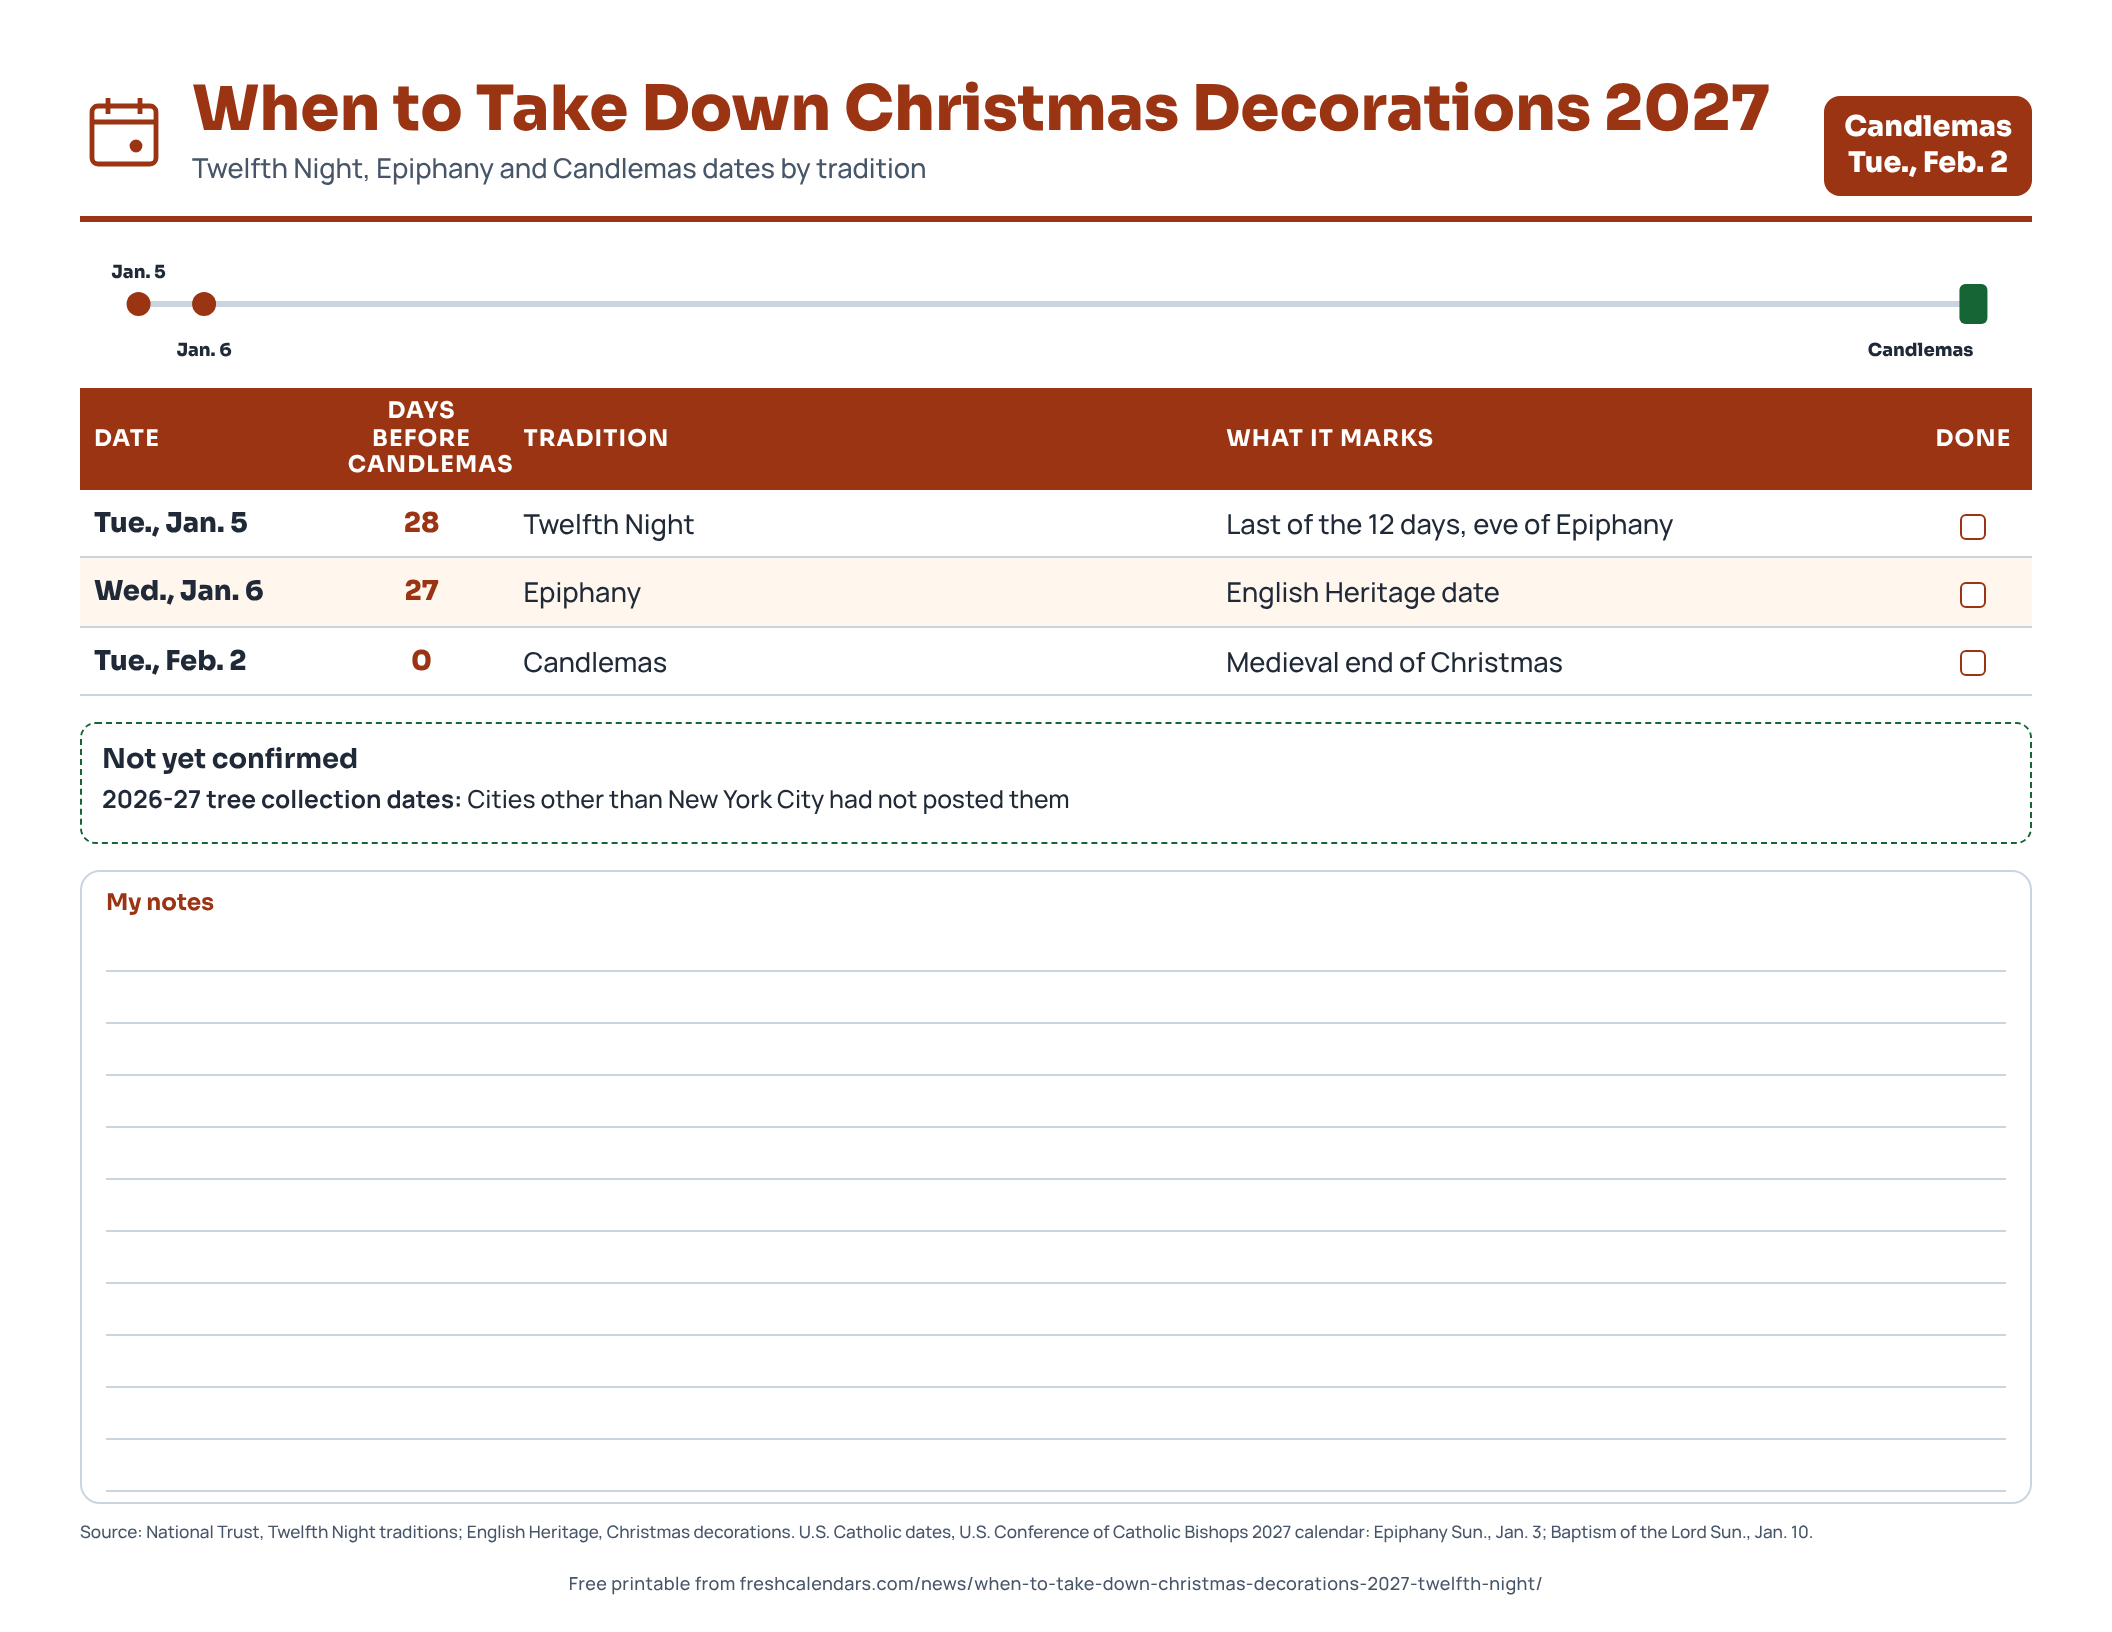 When to Take Down Christmas Decorations 2027
Twelfth Night, Epiphany and Candlemas dates by tradition
Candlemas
Tue., Feb. 2
Jan. 5
Jan. 6
Candlemas
DATE
DAYS
BEFORE
CANDLEMAS
TRADITION
WHAT IT MARKS
DONE
Tue., Jan. 5 28 Twelfth Night Last of the 12 days, eve of Epiphany
Wed., Jan. 6 27 Epiphany English Heritage date
Tue., Feb. 2 0 Candlemas Medieval end of Christmas
Not yet confirmed
2026-27 tree collection dates: Cities other than New York City had not posted them
My notes
Source: National Trust, Twelfth Night traditions; English Heritage, Christmas decorations. U.S. Catholic dates, U.S. Conference of Catholic Bishops 2027 calendar: Epiphany Sun., Jan. 3; Baptism of the Lord Sun., Jan. 10.
Free printable from freshcalendars.com/news/when-to-take-down-christmas-decorations-2027-twelfth-night/